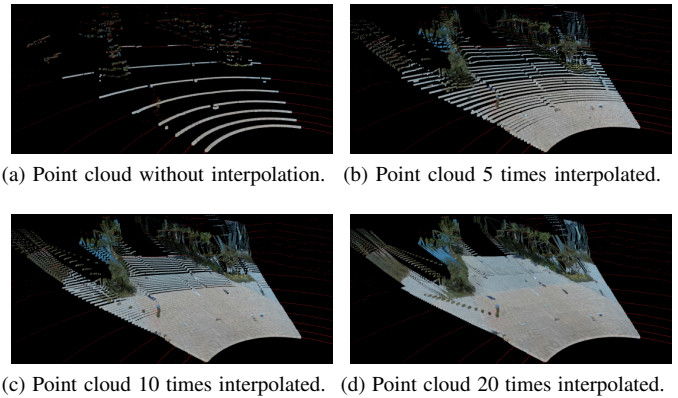 (a) Point cloud without interpolation.
(b) Point cloud 5 times interpolated.
(c) Point cloud 10 times interpolated.
(d) Point cloud 20 times interpolated.